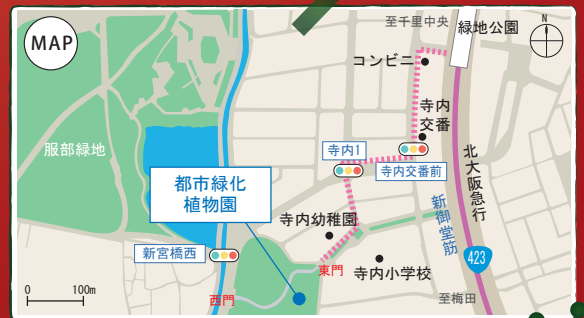 MAP
至千里中央
緑地公園
N
コンビニ
寺内
交番
寺内1
寺内交番前
服部緑地
都市緑化
植物園
北大阪急行
新御堂筋
423
寺内幼稚園
新宮橋西
東門
寺内小学校
西門
至梅田
0 100m